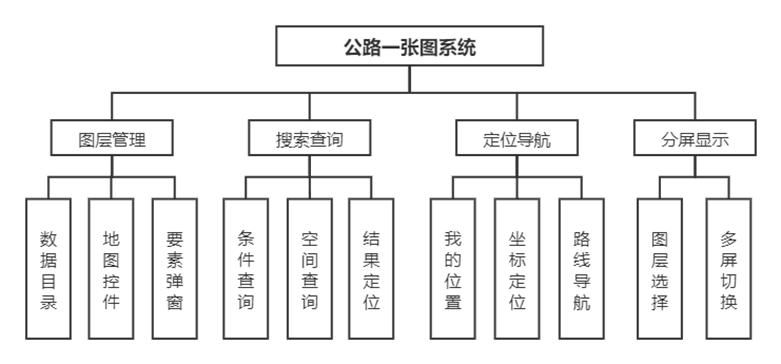 公路一张图系统
图层管理
搜索查询
定位导航
分屏显示
数据目录
地图控件
要素弹窗
条件查询
空间查询
结果定位
我的位置
坐标定位
路线导航
图层选择
多屏切换